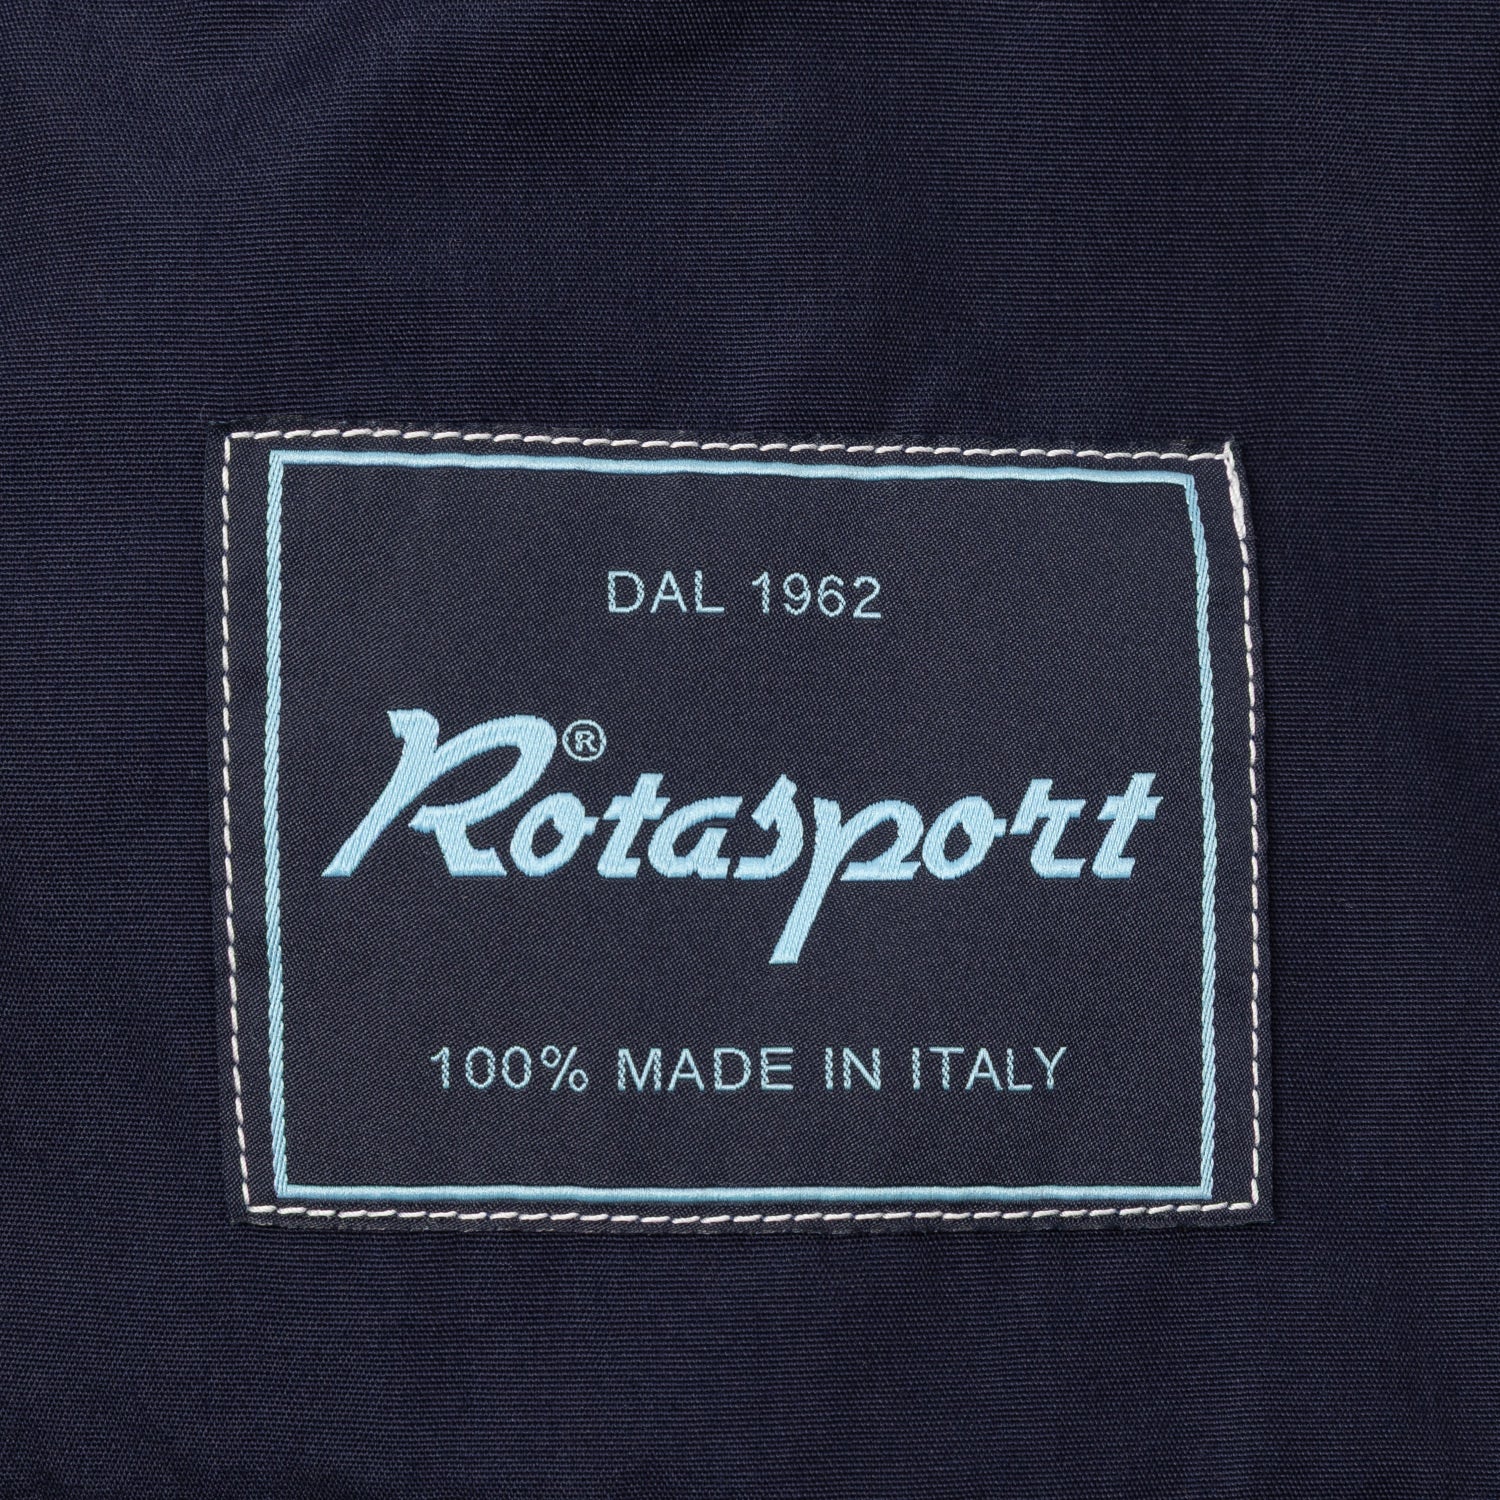 DAL 1962
Rotasport®
100% MADE IN ITALY